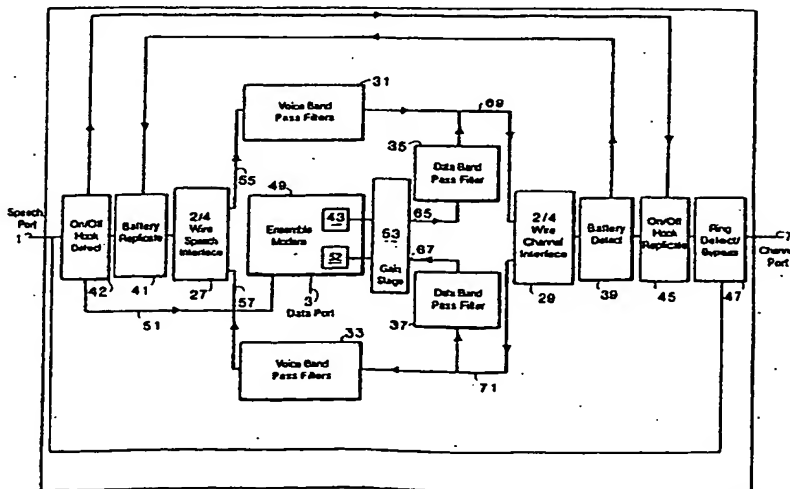 31
Voice Band
Pass Filters
69
35
Data Band
Pass Filter
55
49
Speech
Port
1
On/Off
Hook
Detect
42
Battery
Replicate
41
2/4
Wire
Speech
Interface
27
Ensemble
Modem
43
52
3
Data Port
53
Gain
Stage
65
67
2/4
Wire
Channel
Interface
29
Battery
Detect
39
On/Off
Hook
Replicate
45
Ring
Detect/
Bypass
47
7
Channel
Port
51
57
Data Band
Pass Filter
37
33
Voice Band
Pass Filters
71